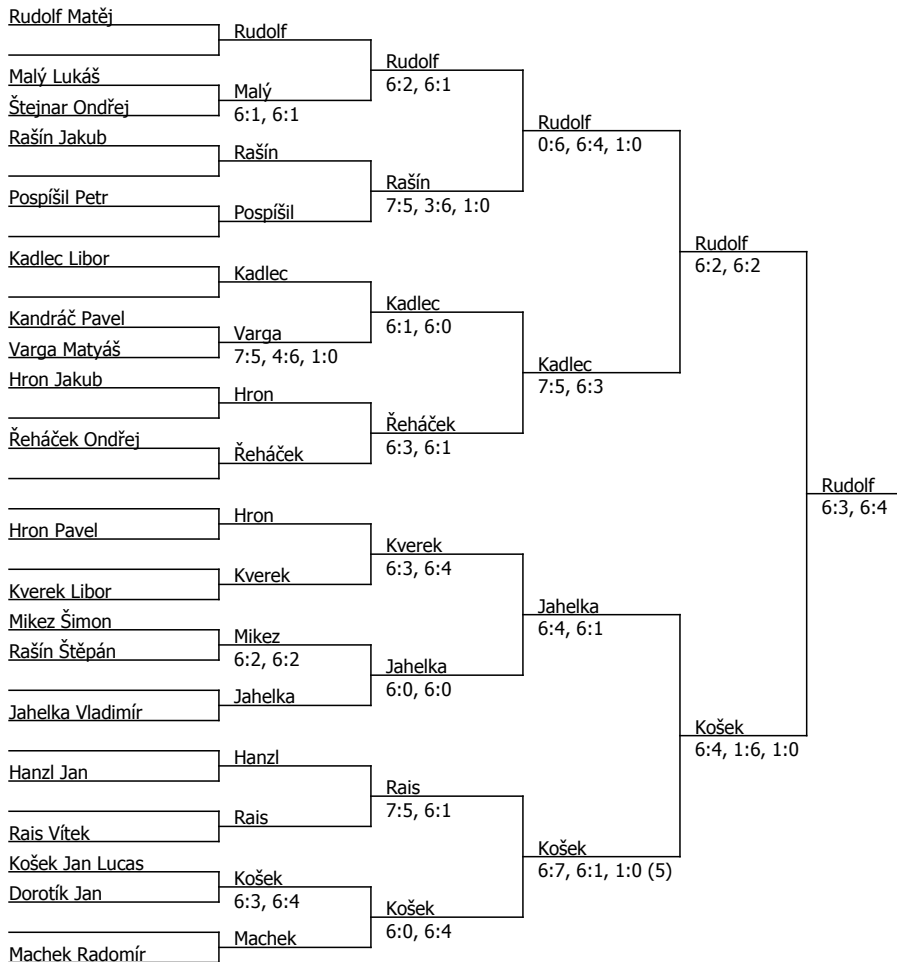 Rudolf Matěj
Rudolf
Rudolf
6:2, 6:1
Malý Lukáš
Malý
6:1, 6:1
Štejnar Ondřej
Rudolf
0:6, 6:4, 1:0
Rašín Jakub
Rašín
Rašín
7:5, 3:6, 1:0
Pospíšil Petr
Pospíšil
Rudolf
6:2, 6:2
Kadlec Libor
Kadlec
Kadlec
6:1, 6:0
Kandráč Pavel
Varga
7:5, 4:6, 1:0
Varga Matyáš
Kadlec
7:5, 6:3
Hron Jakub
Hron
Řeháček
6:3, 6:1
Řeháček Ondřej
Řeháček
Rudolf
6:3, 6:4
Hron
Hron Pavel
Kverek
6:3, 6:4
Kverek
Kverek Libor
Jahelka
6:4, 6:1
Mikez Šimon
Mikez
6:2, 6:2
Rašín Štěpán
Jahelka
6:0, 6:0
Jahelka
Jahelka Vladimír
Košek
6:4, 1:6, 1:0
Hanzl
Hanzl Jan
Rais
7:5, 6:1
Rais
Rais Vítek
Košek
6:7, 6:1, 1:0 (5)
Košek Jan Lucas
Košek
6:3, 6:4
Dorotík Jan
Košek
6:0, 6:4
Machek
Machek Radomír